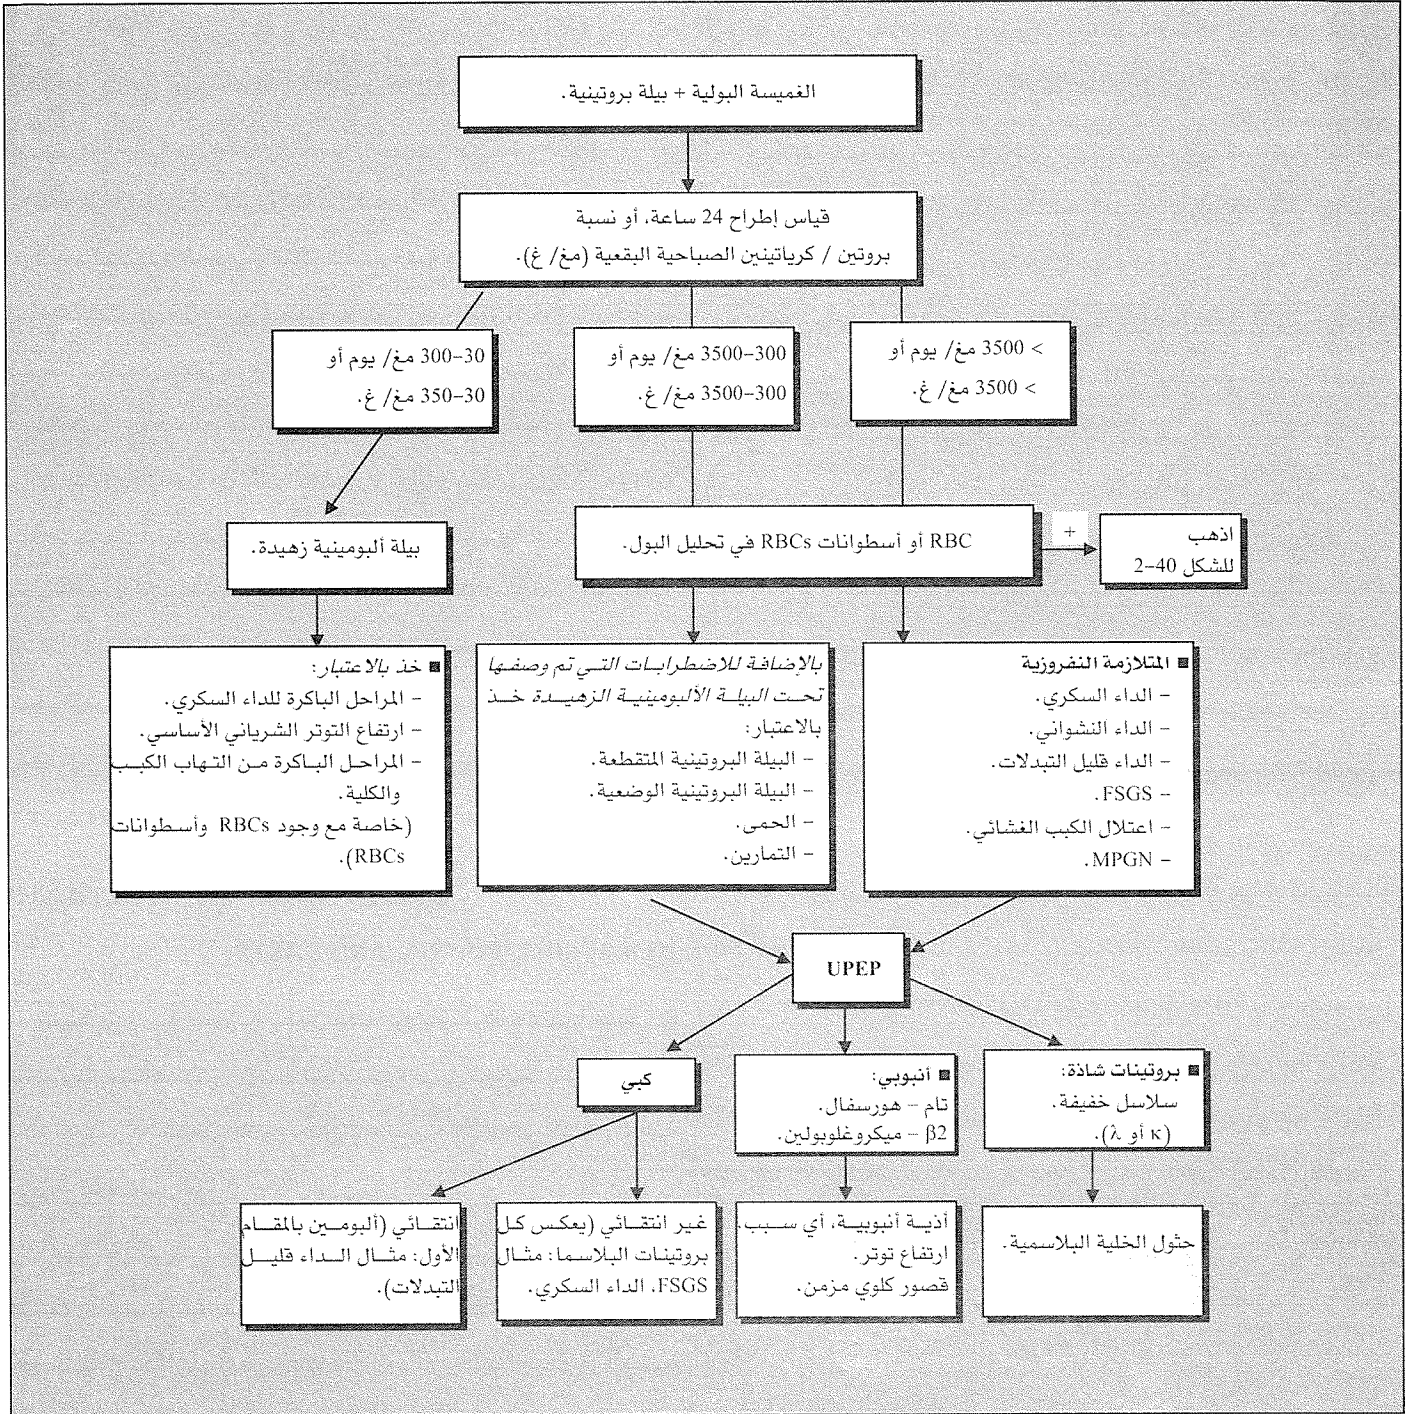 الغميسة البولية + بيلة بروتينية.
قياس إطراح 24 ساعة، أو نسبة
بروتين / كرياتينين الصباحية البقعية (مغ/ غ).
> 3500 مغ/ يوم أو
> 3500 مغ/ غ.
300–3500 مغ/ يوم أو
300–3500 مغ/ غ.
30–300 مغ/ يوم أو
30–350 مغ/ غ.
RBC أو أسطوانات RBCs في تحليل البول.
+
اذهب
للشكل 40–2
بيلة ألبومينية زهيدة.
■ المتلازمة النفروزية
– الداء السكري.
– الداء النشواني.
– الداء قليل التبدلات.
– FSGS.
– اعتلال الكبب الغشائي.
– MPGN.
بالإضافة للاضطرابات التي تم وصفها
تحت البيلة الألبومينية الزهيدة خذ
بالاعتبار:
– البيلة البروتينية المتقطعة.
– البيلة البروتينية الوضعية.
– الحمى.
– التمارين.
■ خذ بالاعتبار:
– المراحل الباكرة للداء السكري.
– ارتفاع التوتر الشرياني الأساسي.
– المراحل الباكرة من التهاب الكبب
والكلية.
(خاصة مع وجود RBCs وأسطوانات
RBCs).
UPEP
■ بروتينات شاذة:
سلاسل خفيفة.
(κ أو λ).
■ أنبوبي:
تام – هورسفال.
β2 – ميكروغلوبولين.
كبي
حثول الخلية البلاسمية.
أذية أنبوبية، أي سبب.
ارتفاع توتر.
قصور كلوي مزمن.
غير انتقائي (يعكس كل
بروتينات البلاسما: مثال
FSGS، الداء السكري.
انتقائي (ألبومين بالمقام
الأول: مثال الداء قليل
التبدلات).